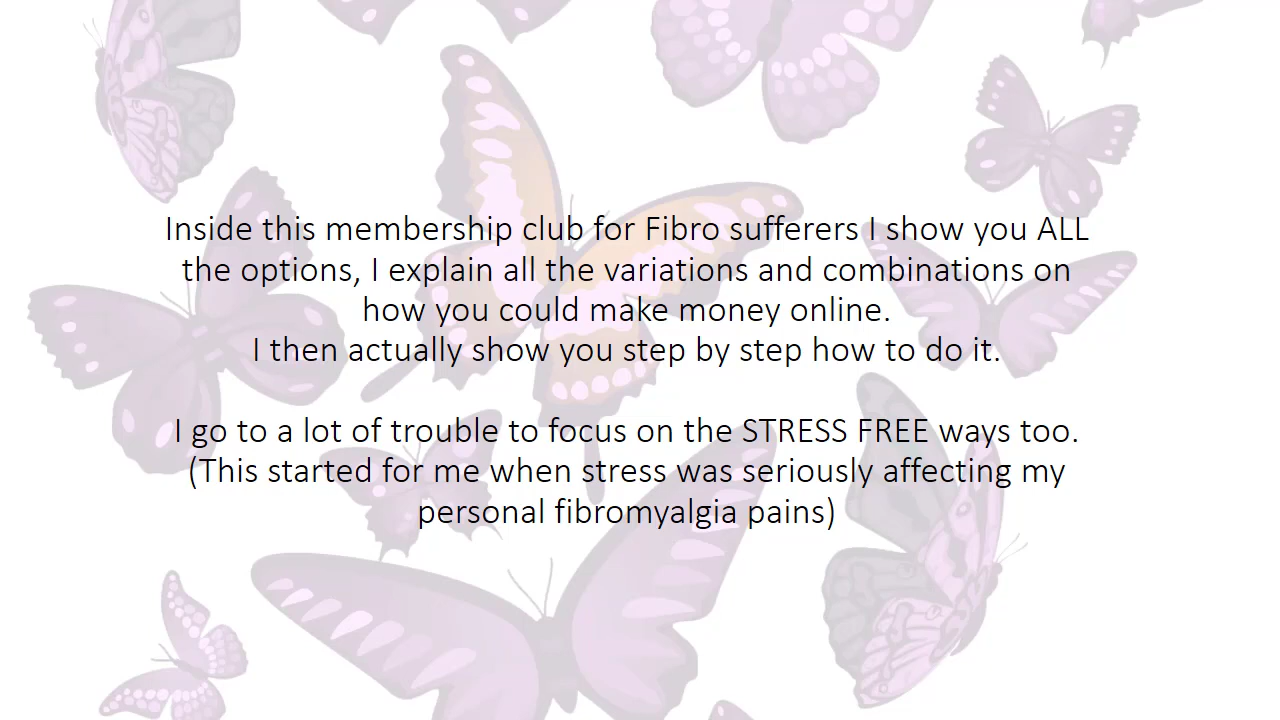 Inside this membership club for Fibro sufferers I show you ALL
the options, I explain all the variations and combinations on
how you could make money online.
I then actually show you step by step how to do it.
I go to a lot of trouble to focus on the STRESS FREE ways too.
(This started for me when stress was seriously affecting my
personal fibromyalgia pains)